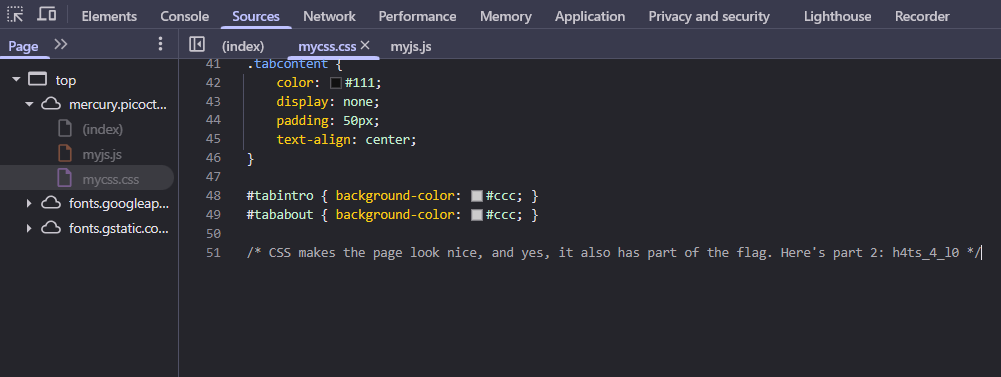 Elements Console Sources Network Performance Memory Application Privacy and security Lighthouse Recorder
Page (index) mycss.css myjs.js
top
mercury.picoct...
(index)
myjs.js
mycss.css
fonts.googleap...
fonts.gstatic.co...
41 .tabcontent {
42 color: #111;
43 display: none;
44 padding: 50px;
45 text-align: center;
46 }
47
48 #tabintro { background-color: #ccc; }
49 #tababout { background-color: #ccc; }
50
51 /* CSS makes the page look nice, and yes, it also has part of the flag. Here's part 2: h4ts_4_l0 */